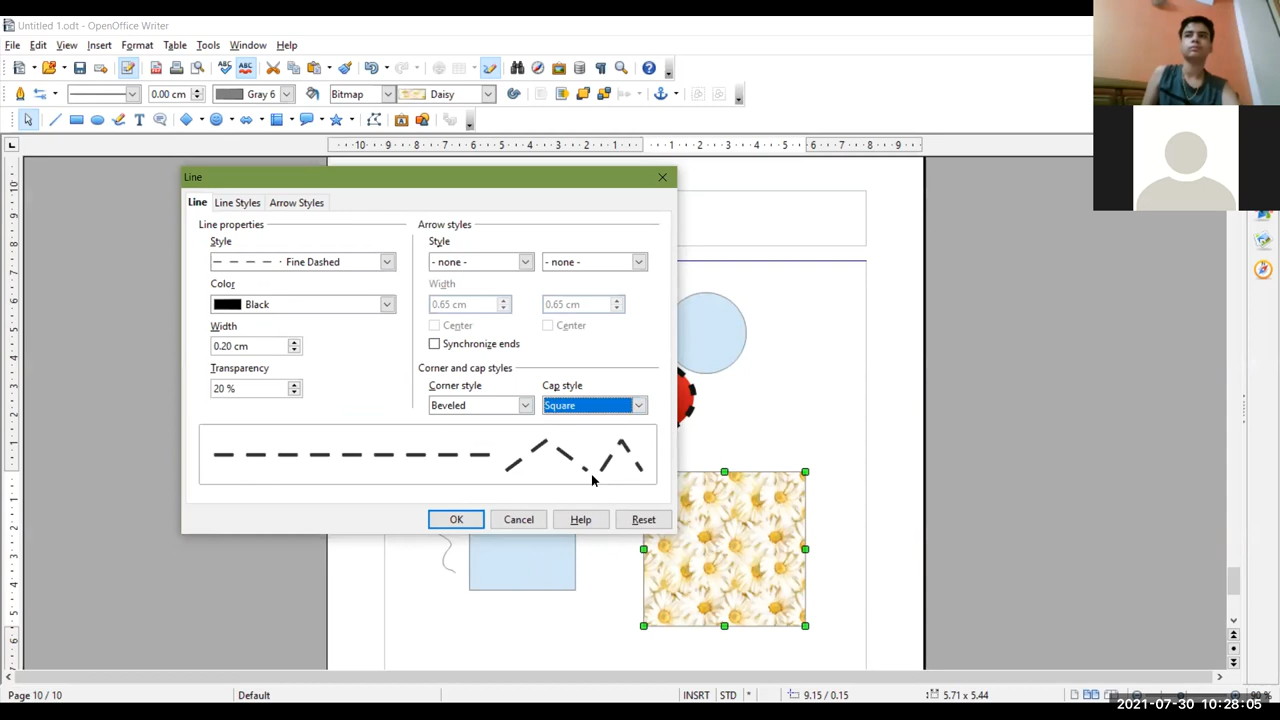 Untitled 1.odt - OpenOffice Writer
File Edit View Insert Format Table Tools Window Help
0.00 cm Gray 6 Bitmap Daisy
Line
Line Line Styles Arrow Styles
Line properties Arrow styles
Style Style
Fine Dashed - none - - none -
Color Width
Black 0.65 cm 0.65 cm
Width Center Center
0.20 cm Synchronize ends
Transparency Corner and cap styles
20 % Corner style Cap style
Beveled Square
OK Cancel Help Reset
Page 10 / 10 Default INSRT STD * 9.15 / 0.15 5.71 x 5.44 90 %
2021-07-30 10:28:05